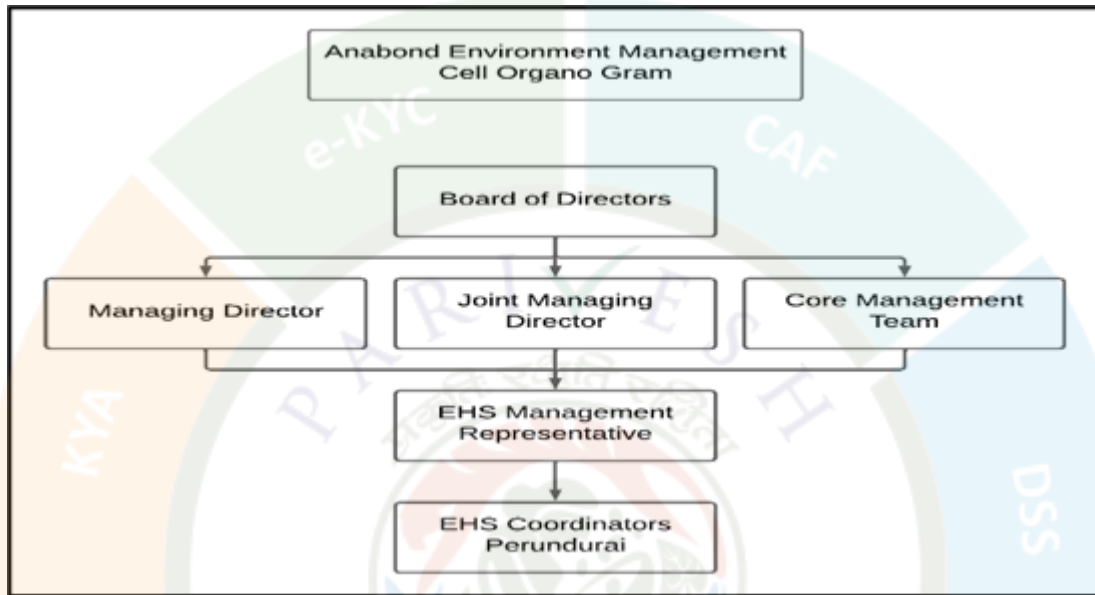 Anabond Environment Management
Cell Organo Gram
e-KYC
CAF
Board of Directors
Managing Director
Joint Managing
Director
Core Management
Team
PARIVESH
KYA
EHS Management
Representative
DSS
EHS Coordinators
Perundurai